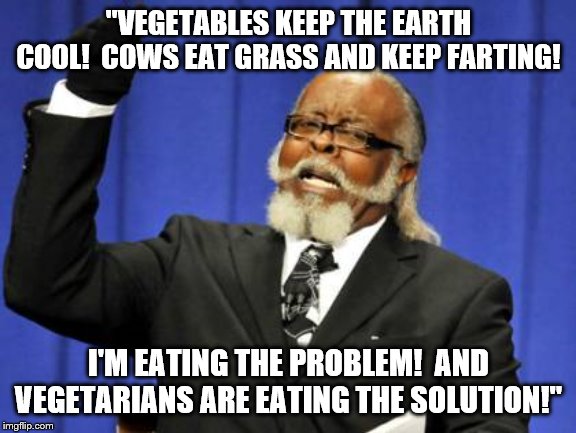 "VEGETABLES KEEP THE EARTH
COOL!  COWS EAT GRASS AND KEEP FARTING!
I'M EATING THE PROBLEM!  AND
VEGETARIANS ARE EATING THE SOLUTION!"
imgflip.com